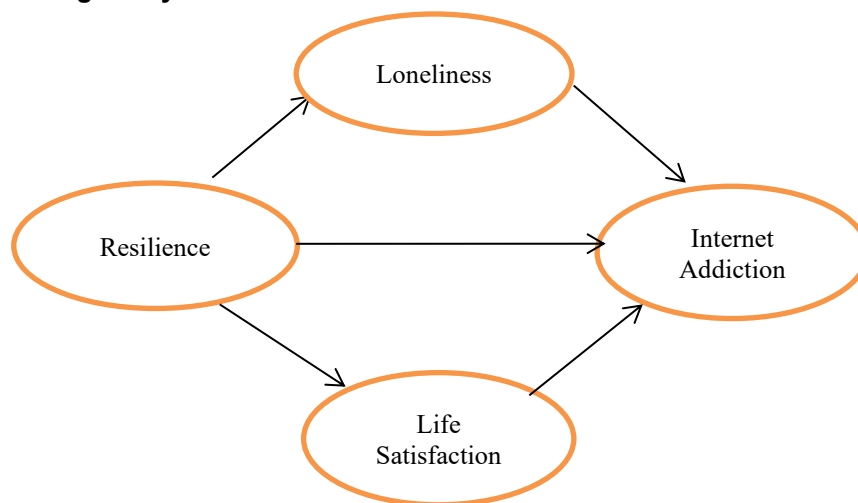 Loneliness
Resilience
Internet
Addiction
Life
Satisfaction